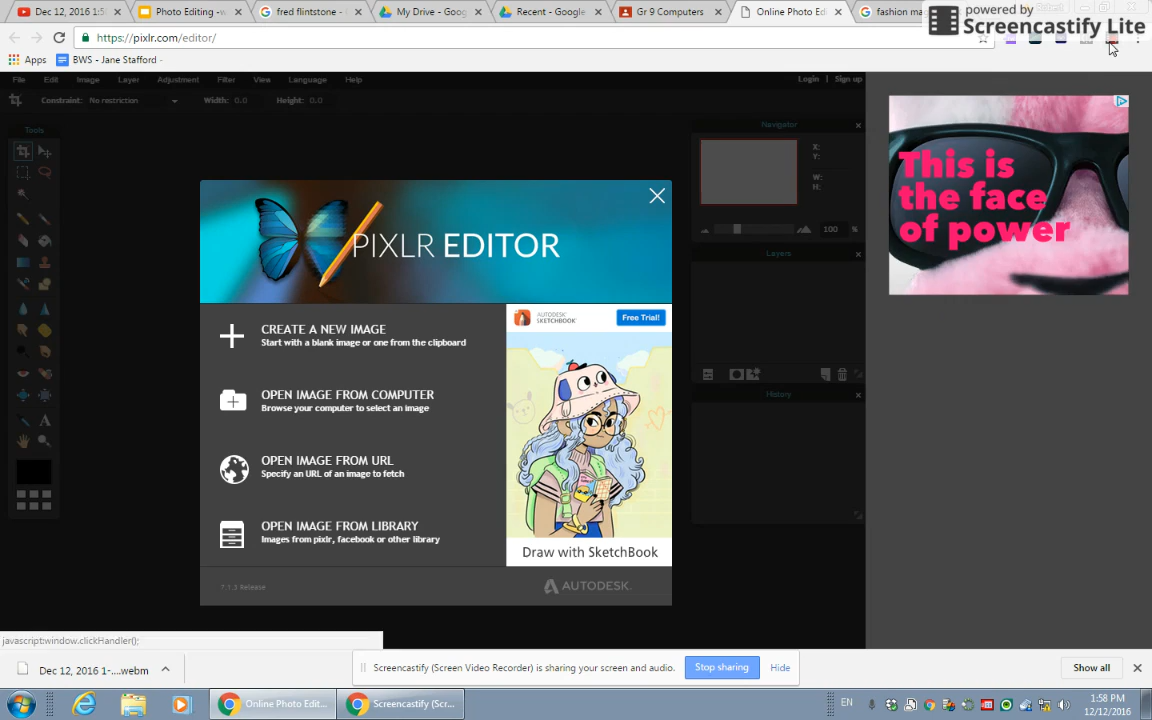 Dec 12, 2016 1:5
Photo Editing -
fred flintstone -
My Drive - Goog
Recent - Google
Gr 9 Computers
Online Photo Edi
fashion ma
powered by
Screencastify Lite
https://pixlr.com/editor/
Apps
BWS - Jane Stafford -
File Edit Image Layer Adjustment Filter View Language Help
Login | Sign up
Constraint: No restriction
Width: 0.0
Height: 0.0
Tools
Navigator
X:
Y:
W:
H:
100 %
Layers
History
This is
the face
of power
PIXLR EDITOR
CREATE A NEW IMAGE
Start with a blank image or one from the clipboard
OPEN IMAGE FROM COMPUTER
Browse your computer to select an image
OPEN IMAGE FROM URL
Specify an URL of an image to fetch
OPEN IMAGE FROM LIBRARY
Images from pixlr, facebook or other library
AUTODESK
SKETCHBOOK
Free Trial!
Draw with SketchBook
7.1.3 Release
AUTODESK.
javascript:window.clickHandler();
Dec 12, 2016 1-....webm
Screencastify (Screen Video Recorder) is sharing your screen and audio.
Stop sharing
Hide
Show all
Online Photo Edit...
Screencastify (Scr...
EN
1:58 PM
12/12/2016